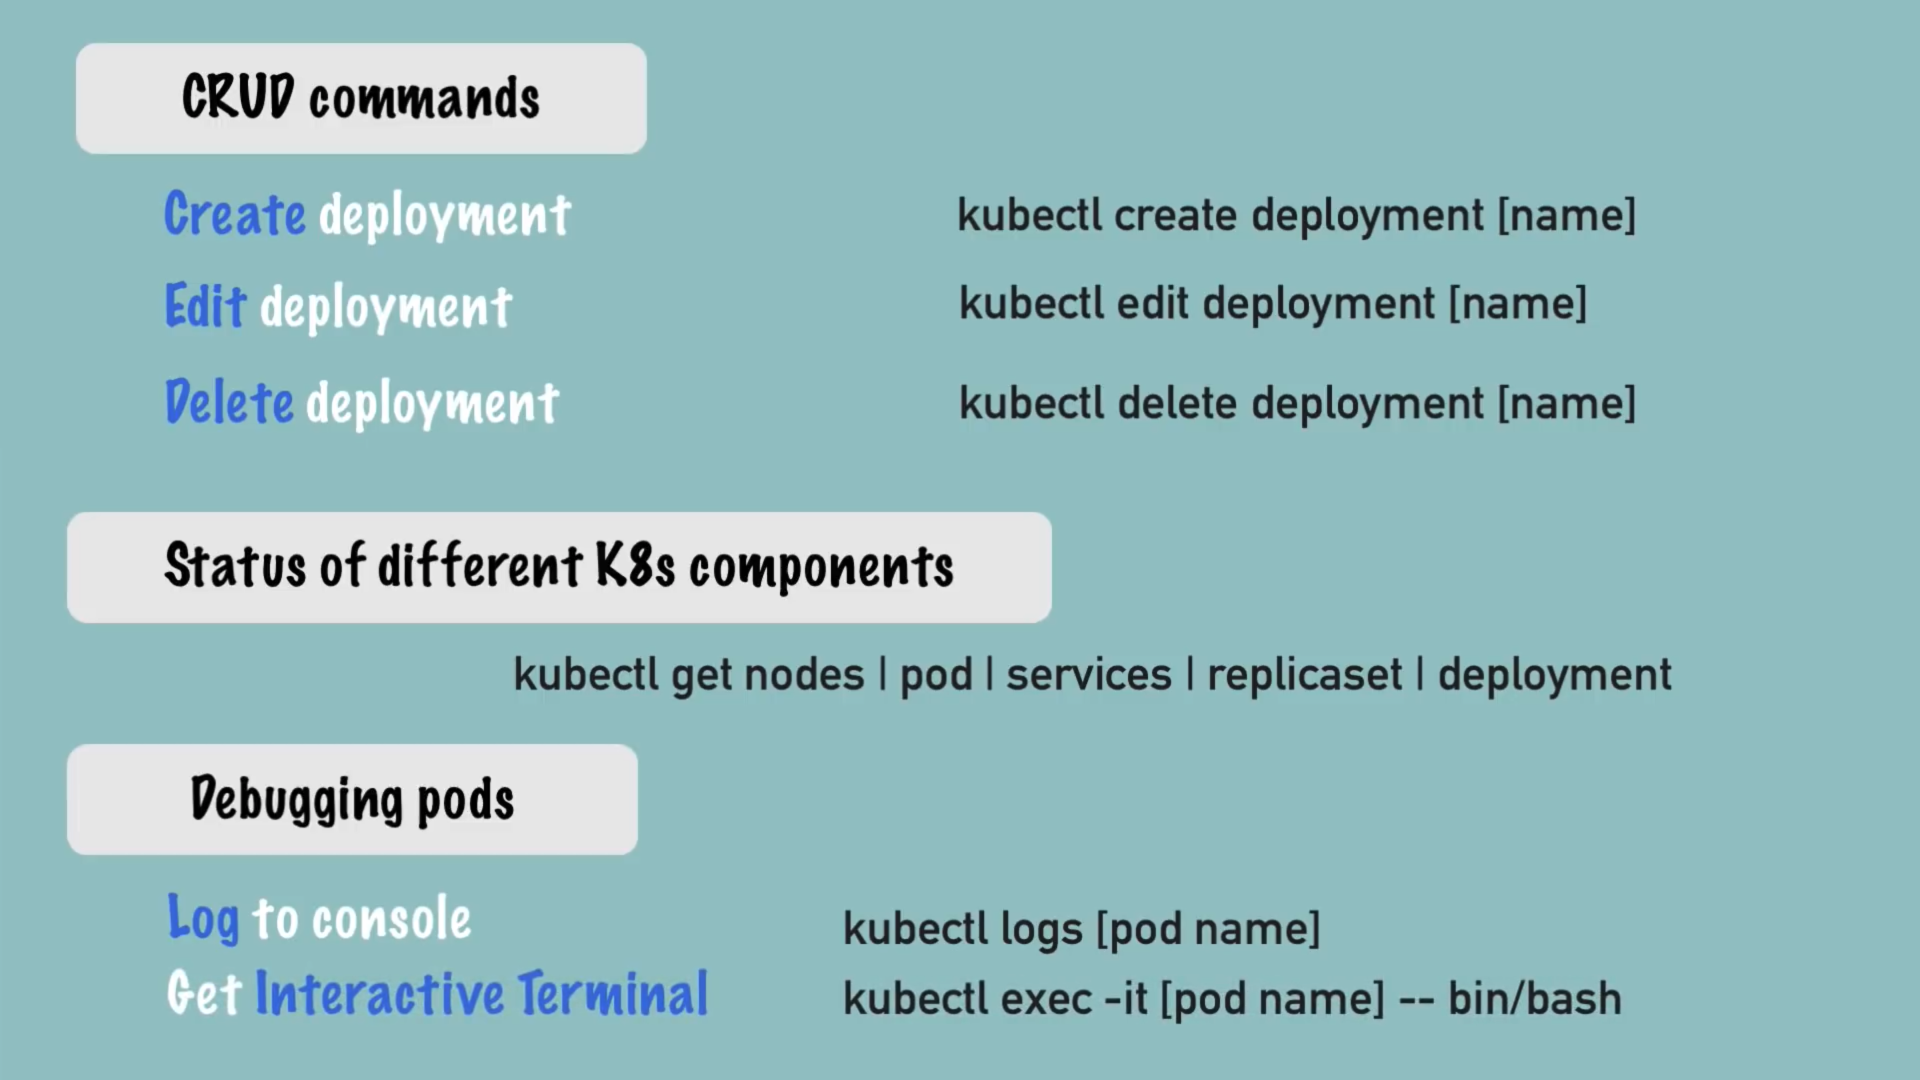 CRUD commands
Create deployment kubectl create deployment [name]
Edit deployment kubectl edit deployment [name]
Delete deployment kubectl delete deployment [name]
Status of different K8s components
kubectl get nodes | pod | services | replicaset | deployment
Debugging pods
Log to console kubectl logs [pod name]
Get Interactive Terminal kubectl exec -it [pod name] -- bin/bash